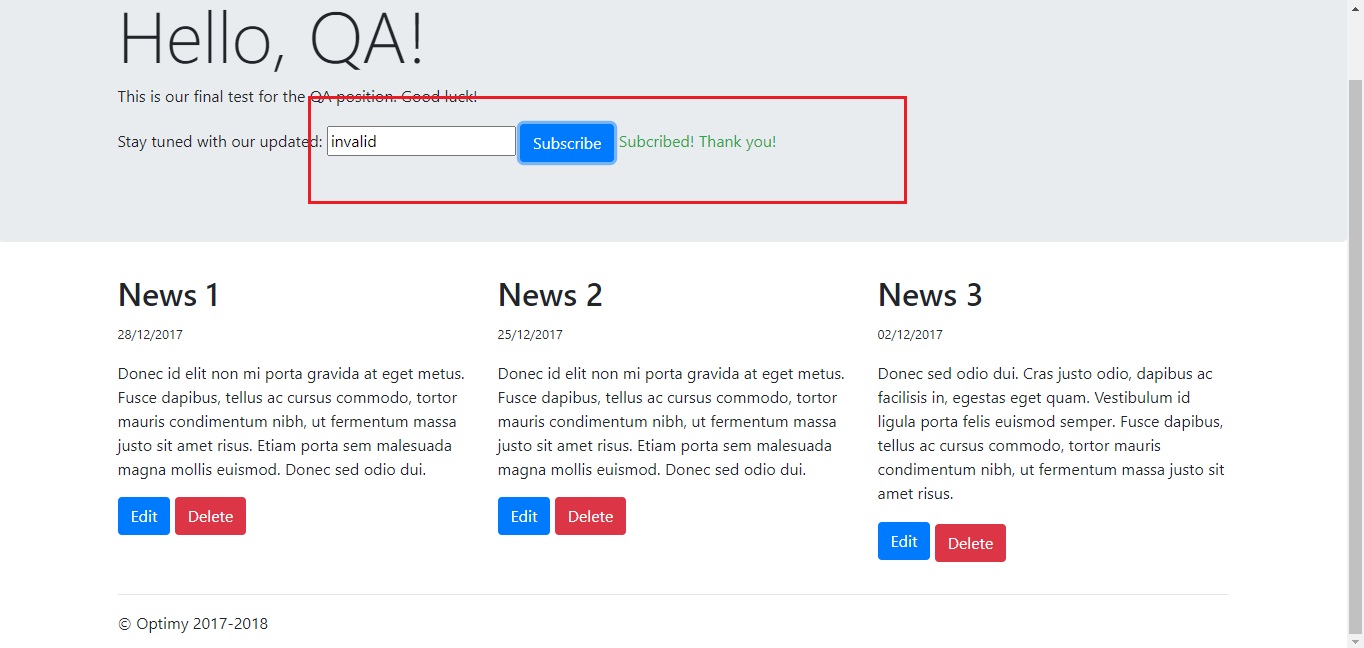 Hello, QA!
This is our final test for the QA position. Good luck!
Stay tuned with our updated: invalid Subscribe Subcribed! Thank you!
News 1
28/12/2017
Donec id elit non mi porta gravida at eget metus.
Fusce dapibus, tellus ac cursus commodo, tortor
mauris condimentum nibh, ut fermentum massa
justo sit amet risus. Etiam porta sem malesuada
magna mollis euismod. Donec sed odio dui.
Edit Delete
News 2
25/12/2017
Donec id elit non mi porta gravida at eget metus.
Fusce dapibus, tellus ac cursus commodo, tortor
mauris condimentum nibh, ut fermentum massa
justo sit amet risus. Etiam porta sem malesuada
magna mollis euismod. Donec sed odio dui.
Edit Delete
News 3
02/12/2017
Donec sed odio dui. Cras justo odio, dapibus ac
facilisis in, egestas eget quam. Vestibulum id
ligula porta felis euismod semper. Fusce dapibus,
tellus ac cursus commodo, tortor mauris
condimentum nibh, ut fermentum massa justo sit
amet risus.
Edit Delete
© Optimy 2017-2018